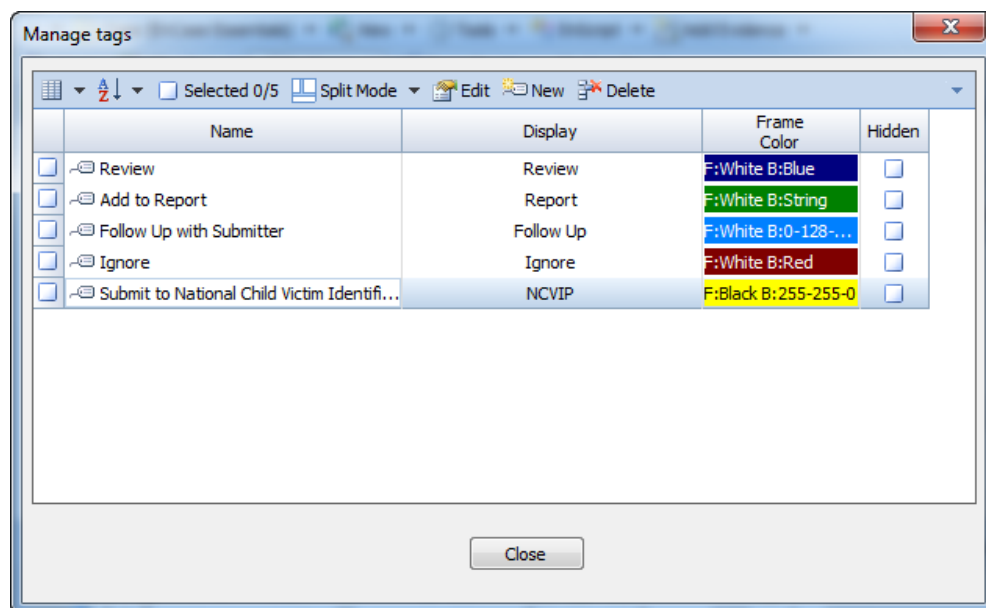 Manage tags
Selected 0/5 Split Mode Edit New Delete
Name Display Frame Color Hidden
Review Review F:White B:Blue
Add to Report Report F:White B:String
Follow Up with Submitter Follow Up F:White B:0-128-...
Ignore Ignore F:White B:Red
Submit to National Child Victim Identifi... NCVIP F:Black B:255-255-0
Close